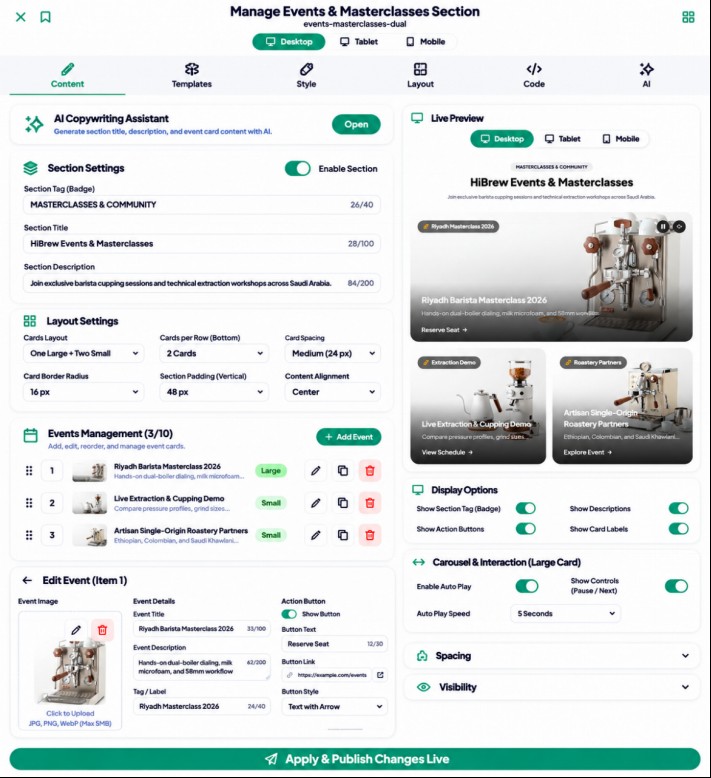 Manage Events & Masterclasses Section
events-masterclasses-dual
Desktop
Tablet
Mobile
Content
Templates
Style
Layout
Code
AI
AI Copywriting Assistant
Generate section title, description, and event card content with AI.
Open
Section Settings
Enable Section
Section Tag (Badge)
MASTERCLASSES & COMMUNITY
26/40
Section Title
HiBrew Events & Masterclasses
28/100
Section Description
Join exclusive barista cupping sessions and technical extraction workshops across Saudi Arabia.
84/200
Layout Settings
Cards Layout
Cards per Row (Bottom)
Card Spacing
One Large + Two Small
2 Cards
Medium (24 px)
Card Border Radius
Section Padding (Vertical)
Content Alignment
16 px
48 px
Center
Events Management (3/10)
Add, edit, reorder, and manage event cards.
+ Add Event
1
Riyadh Barista Masterclass 2026
Hands-on dual-boiler dialing, milk microfoam...
Large
2
Live Extraction & Cupping Demo
Compare pressure profiles, grind sizes...
Small
3
Artisan Single-Origin Roastery Partners
Ethiopian, Colombian, and Saudi Khawlani...
Small
Edit Event (Item 1)
Event Image
Click to Upload
JPG, PNG, WebP (Max 5MB)
Event Details
Event Title
Riyadh Barista Masterclass 2026
33/100
Event Description
Hands-on dual-boiler dialing, milk
microfoam, and 58mm workflow
62/200
Tag / Label
Riyadh Masterclass 2026
24/40
Action Button
Show Button
Button Text
Reserve Seat
12/30
Button Link
https://example.com/events
Button Style
Text with Arrow
Live Preview
Desktop
Tablet
Mobile
MASTERCLASSES & COMMUNITY
HiBrew Events & Masterclasses
Join exclusive barista cupping sessions and technical extraction workshops across Saudi Arabia.
Riyadh Masterclass 2026
Riyadh Barista Masterclass 2026
Hands-on dual-boiler dialing, milk microfoam, and 58mm workflow
Reserve Seat →
Extraction Demo
Live Extraction & Cupping Demo
Compare pressure profiles, grind sizes
View Schedule →
Roastery Partners
Artisan Single-Origin
Roastery Partners
Ethiopian, Colombian, and Saudi Khawlani...
Explore Event →
Display Options
Show Section Tag (Badge)
Show Descriptions
Show Action Buttons
Show Card Labels
Carousel & Interaction (Large Card)
Enable Auto Play
Show Controls
(Pause / Next)
Auto Play Speed
5 Seconds
Spacing
Visibility
Apply & Publish Changes Live